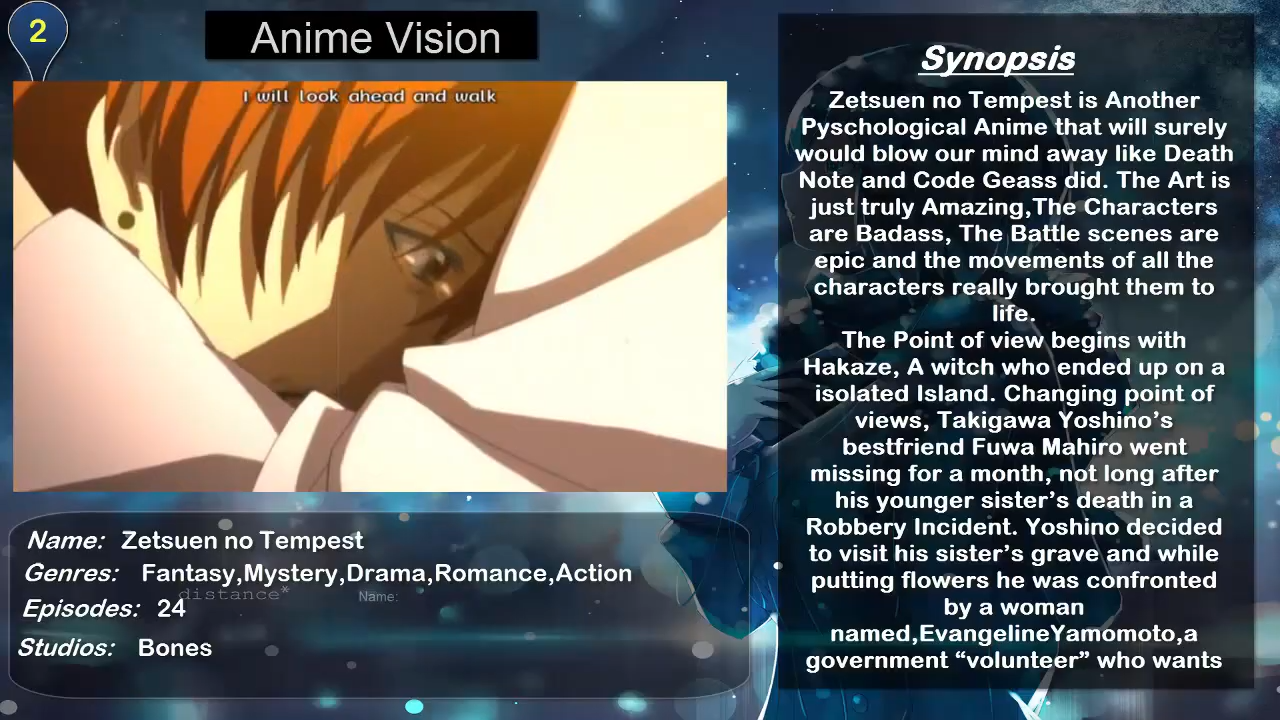 2
Anime Vision
I will look ahead and walk
Name: Zetsuen no Tempest
Genres: Fantasy,Mystery,Drama,Romance,Action
distance*
Name:
Episodes: 24
Studios: Bones
Synopsis
Zetsuen no Tempest is Another
Pyschological Anime that will surely
would blow our mind away like Death
Note and Code Geass did. The Art is
just truly Amazing,The Characters
are Badass, The Battle scenes are
epic and the movements of all the
characters really brought them to
life.
The Point of view begins with
Hakaze, A witch who ended up on a
isolated Island. Changing point of
views, Takigawa Yoshino’s
bestfriend Fuwa Mahiro went
missing for a month, not long after
his younger sister’s death in a
Robbery Incident. Yoshino decided
to visit his sister’s grave and while
putting flowers he was confronted
by a woman
named,EvangelineYamomoto,a
government “volunteer” who wants